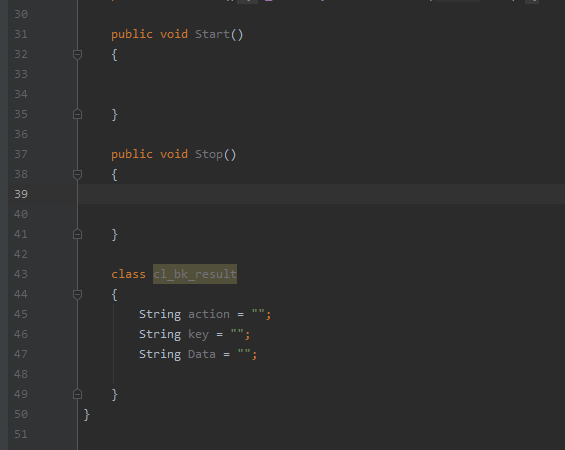 30
31 public void Start()
32 {
33
34
35 }
36
37 public void Stop()
38 {
39
40
41 }
42
43 class cl_bk_result
44 {
45 String action = "";
46 String key = "";
47 String Data = "";
48
49 }
50 }
51